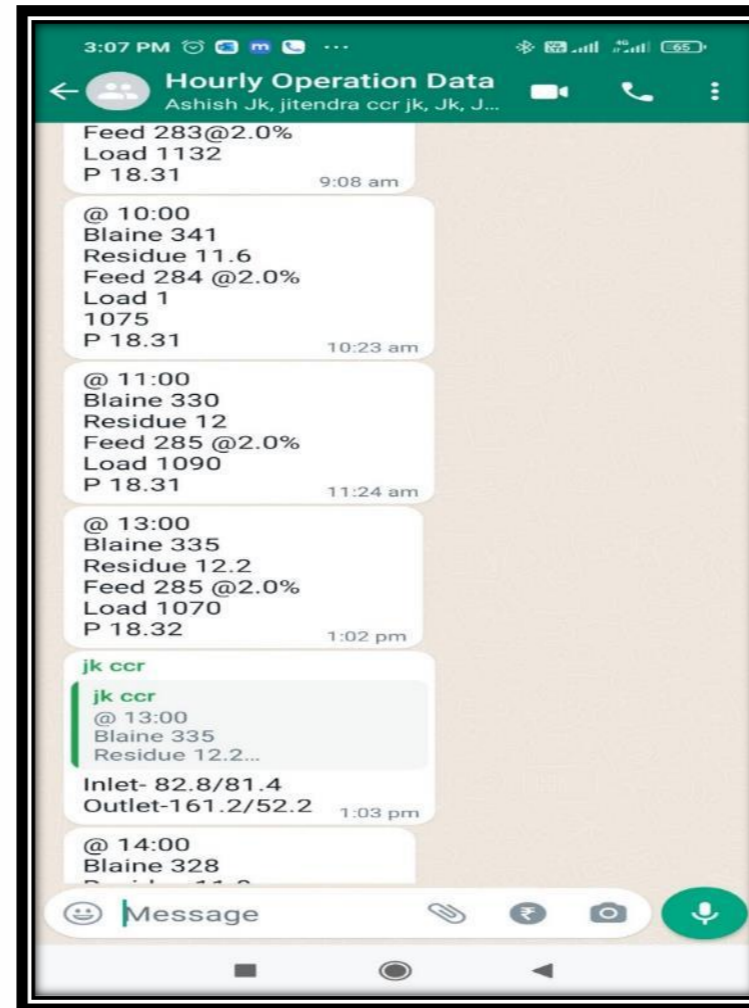 3:07 PM
65
Hourly Operation Data
Ashish Jk, jitendra ccr jk, Jk, J...
Feed 283@2.0%
Load 1132
P 18.31
9:08 am
@ 10:00
Blaine 341
Residue 11.6
Feed 284 @2.0%
Load 1
1075
P 18.31
10:23 am
@ 11:00
Blaine 330
Residue 12
Feed 285 @2.0%
Load 1090
P 18.31
11:24 am
@ 13:00
Blaine 335
Residue 12.2
Feed 285 @2.0%
Load 1070
P 18.32
1:02 pm
jk ccr
jk ccr
@ 13:00
Blaine 335
Residue 12.2...
Inlet- 82.8/81.4
Outlet-161.2/52.2
1:03 pm
@ 14:00
Blaine 328
Message